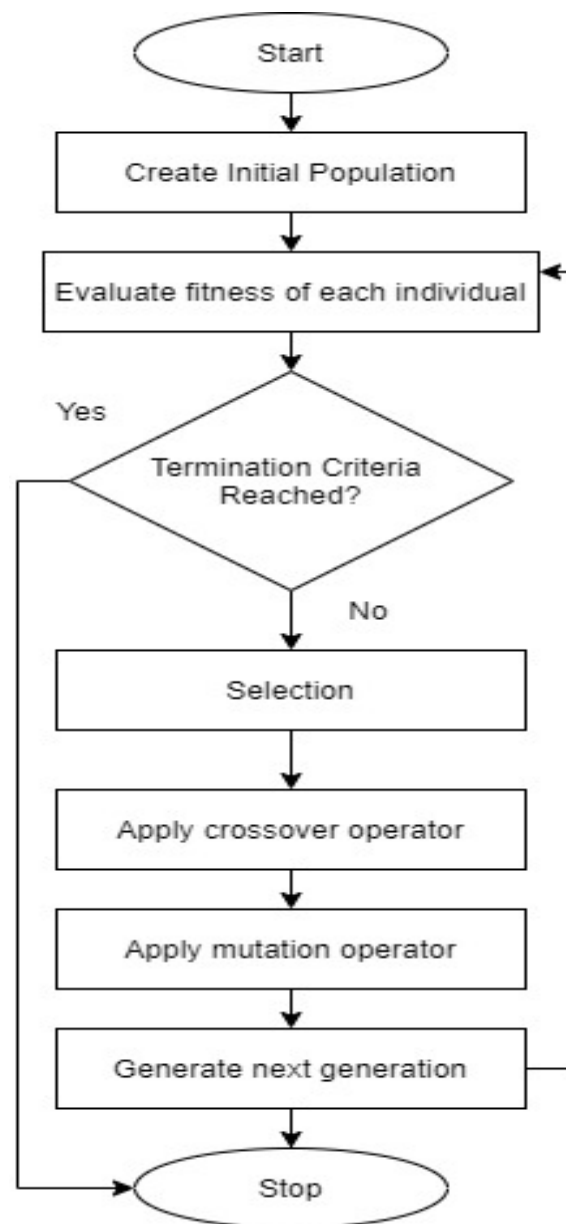 Start
Create Initial Population
Evaluate fitness of each individual
Yes
Termination Criteria
Reached?
No
Selection
Apply crossover operator
Apply mutation operator
Generate next generation
Stop